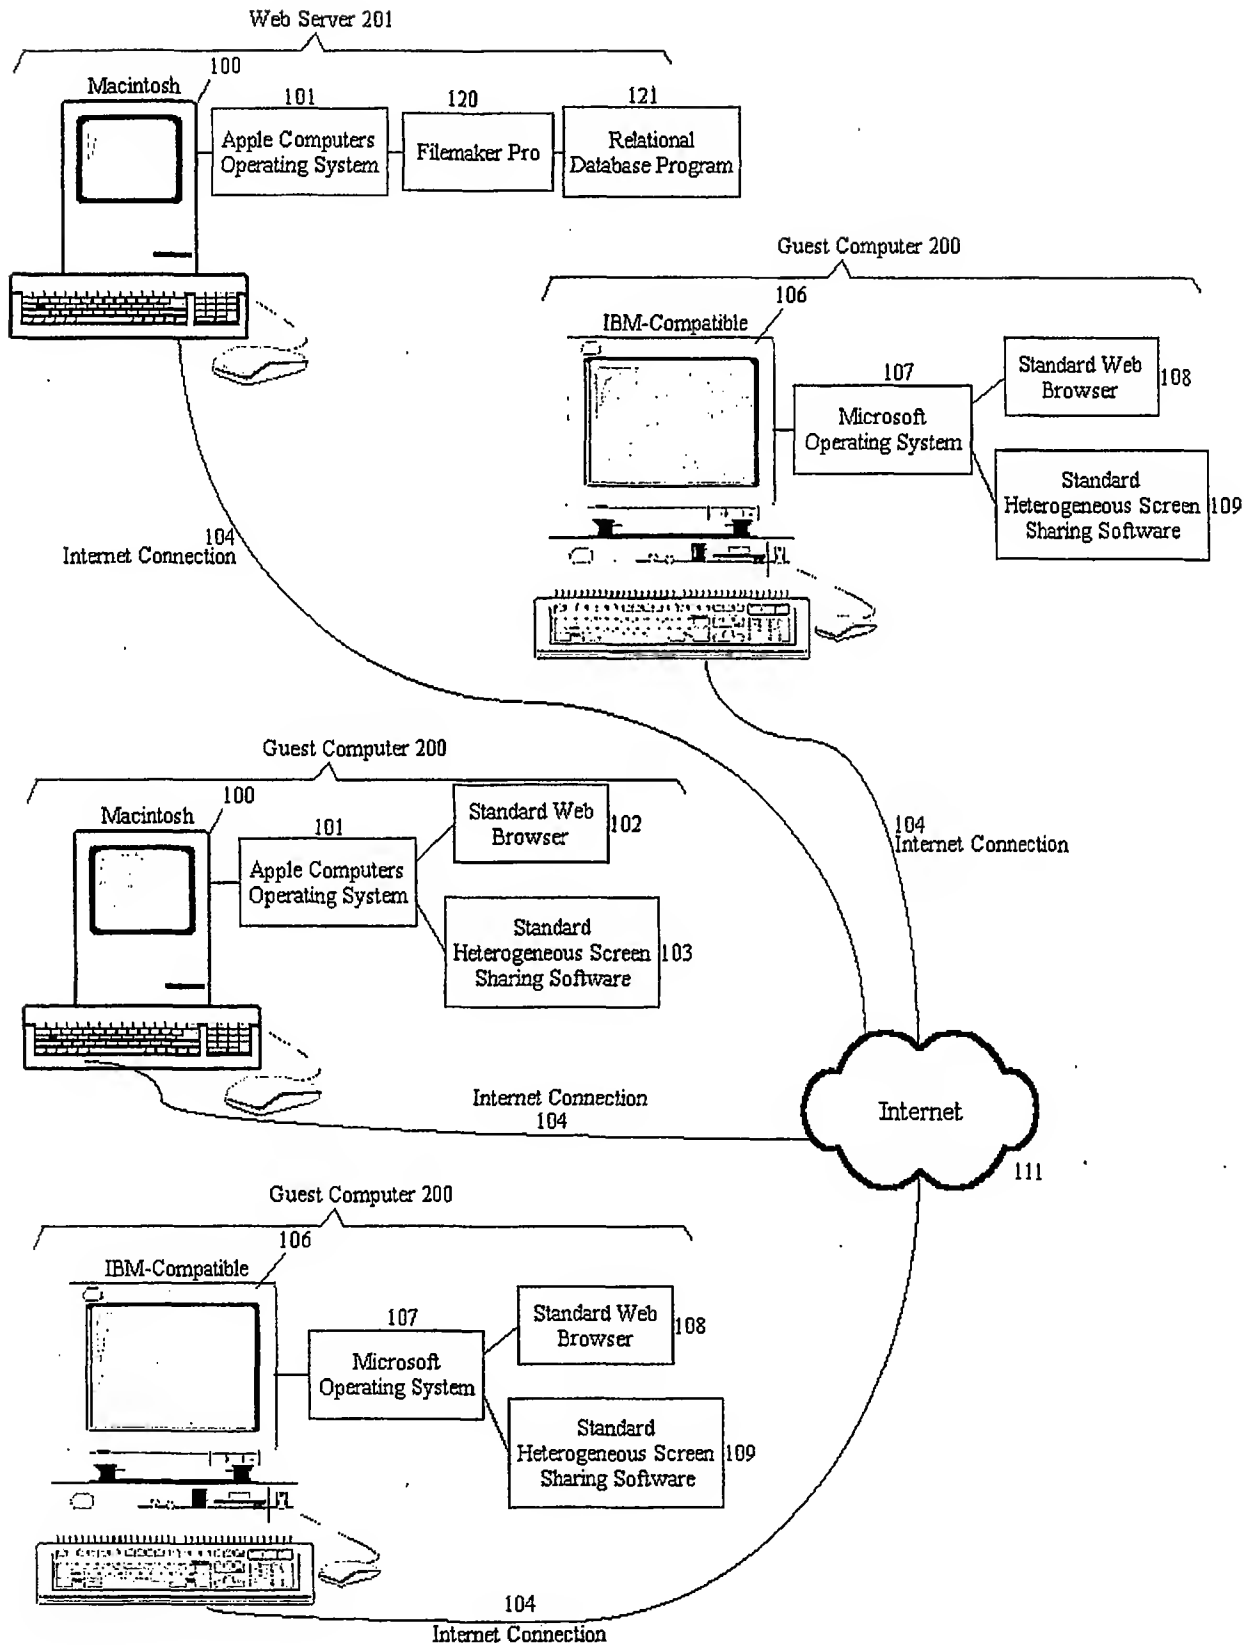 Web Server 201
Macintosh
100
101
Apple Computers
Operating System
120
Filemaker Pro
121
Relational
Database Program
Guest Computer 200
106
IBM-Compatible
107
Microsoft
Operating System
Standard Web
Browser
108
Standard
Heterogeneous Screen
Sharing Software
109
104
Internet Connection
Guest Computer 200
Macintosh
100
101
Apple Computers
Operating System
Standard Web
Browser
102
Standard
Heterogeneous Screen
Sharing Software
103
104
Internet Connection
Internet Connection
104
Internet
111
Guest Computer 200
106
IBM-Compatible
107
Microsoft
Operating System
Standard Web
Browser
108
Standard
Heterogeneous Screen
Sharing Software
109
104
Internet Connection